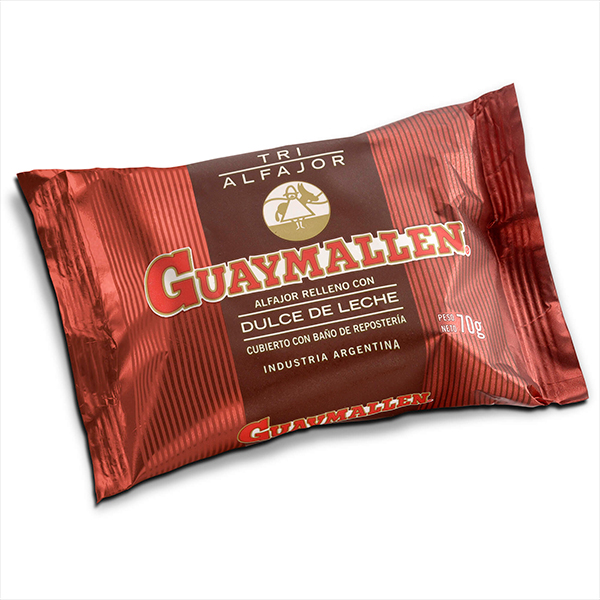 TRI
ALFAJOR
GUAYMALLEN®
ALFAJOR RELLENO CON
DULCE DE LECHE
CUBIERTO CON BAÑO DE REPOSTERÍA
INDUSTRIA ARGENTINA
PESO
NETO 70g
GUAYMALLEN